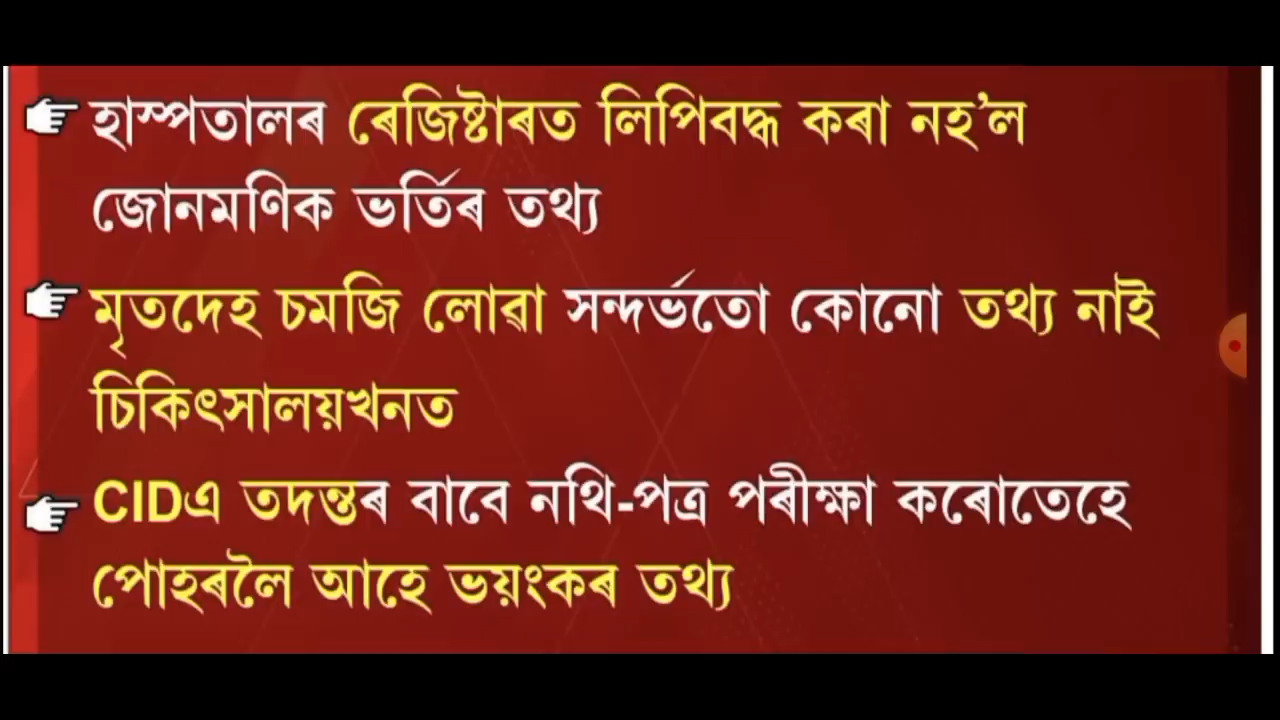 হাস্পতালৰ ৰেজিষ্টাৰত লিপিবদ্ধ কৰা নহ'ল
জোনমণিক ভৰ্তিৰ তথ্য
মৃতদেহ চমজি লোৱা সন্দৰ্ভতো কোনো তথ্য নাই
চিকিৎসালয়খনত
CIDএ তদন্তৰ বাবে নথি-পত্ৰ পৰীক্ষা কৰোতেহে
পোহৰলৈ আহে ভয়ংকৰ তথ্য